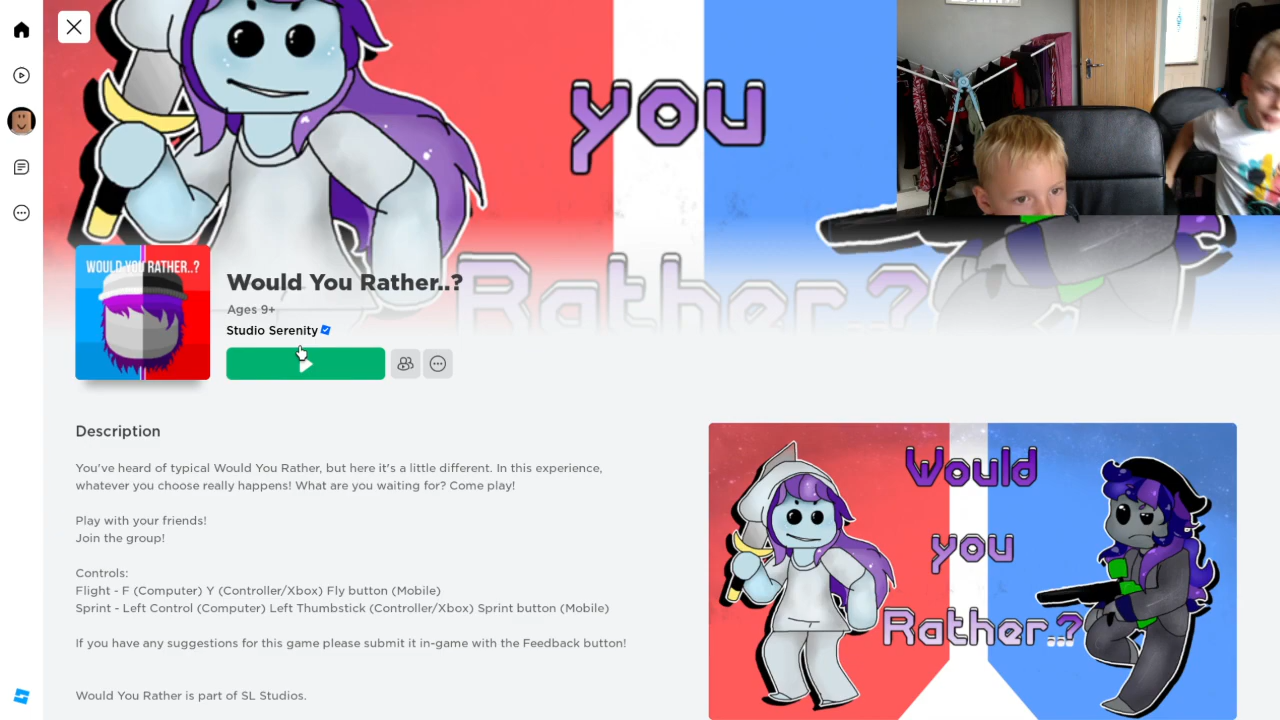 you
Rather..?
WOULD YOU RATHER..?
Would You Rather..?
Ages 9+
Studio Serenity
Description
You've heard of typical Would You Rather, but here it's a little different. In this experience,
whatever you choose really happens! What are you waiting for? Come play!
Play with your friends!
Join the group!
Controls:
Flight - F (Computer) Y (Controller/Xbox) Fly button (Mobile)
Sprint - Left Control (Computer) Left Thumbstick (Controller/Xbox) Sprint button (Mobile)
If you have any suggestions for this game please submit it in-game with the Feedback button!
Would You Rather is part of SL Studios.
Would
you
Rather..?